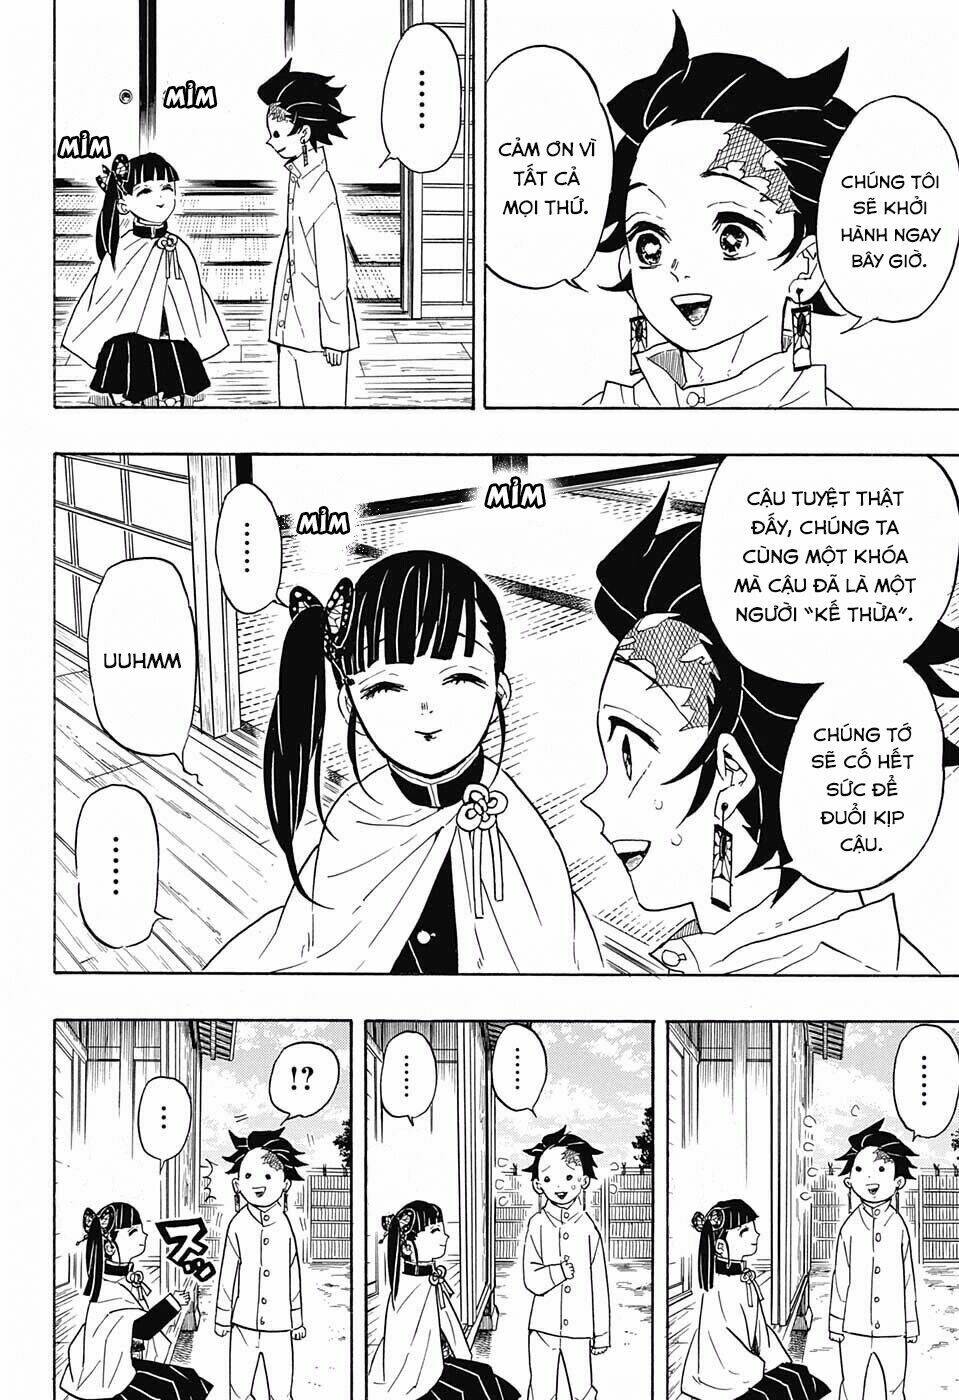 CHÚNG TÔI
SẼ KHỞI
HÀNH NGAY
BÂY GIỜ.
CẢM ƠN VÌ
TẤT CẢ
MỌI THỨ.
......
MỈM
MỈM
CẬU TUYỆT THẬT
ĐẤY, CHÚNG TA
CÙNG MỘT KHÓA
MÀ CẬU ĐÃ LÀ MỘT
NGƯỜI “KẾ THỪA”.
CHÚNG TỚ
SẼ CỐ HẾT
SỨC ĐỂ
ĐUỔI KỊP
CẬU.
MỈM
MỈM
......
UUHMM
......
......
......
......
......
!?
...